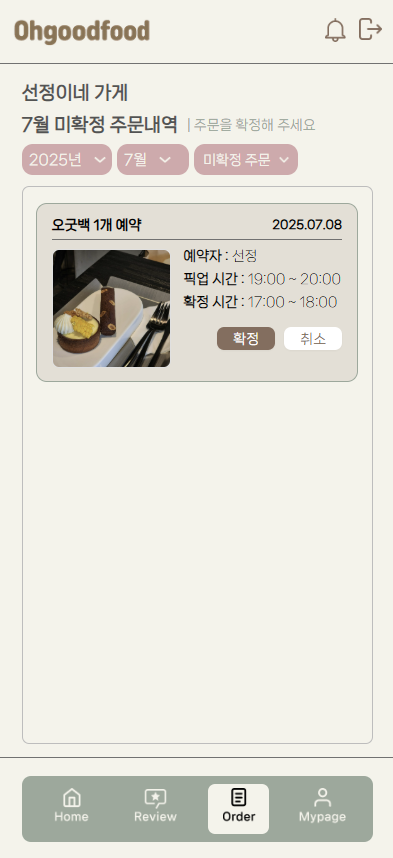 Ohgoodfood
선정이네 가게
7월 미확정 주문내역 | 주문을 확정해 주세요
2025년 7월 미확정 주문
오굿백 1개 예약 2025.07.08
예약자 : 선정
픽업 시간 : 19:00 ~ 20:00
확정 시간 : 17:00 ~ 18:00
확정 취소
Home Review Order Mypage